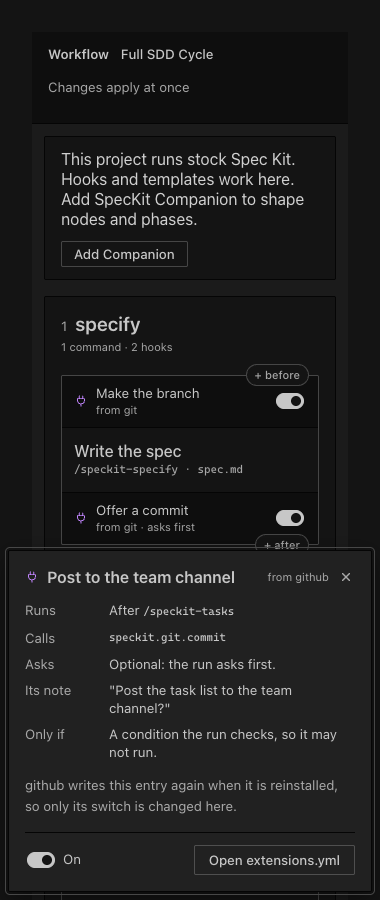 Workflow Full SDD Cycle
Changes apply at once
This project runs stock Spec Kit.
Hooks and templates work here.
Add SpecKit Companion to shape
nodes and phases.
Add Companion
1 specify
1 command · 2 hooks
+ before
Make the branch
from git
Write the spec
/speckit-specify · spec.md
Offer a commit
from git · asks first
+ after
Post to the team channel from github ×
Runs After /speckit-tasks
Calls speckit.git.commit
Asks Optional: the run asks first.
Its note "Post the task list to the team
channel?"
Only if A condition the run checks, so it may
not run.
github writes this entry again when it is reinstalled,
so only its switch is changed here.
On Open extensions.yml